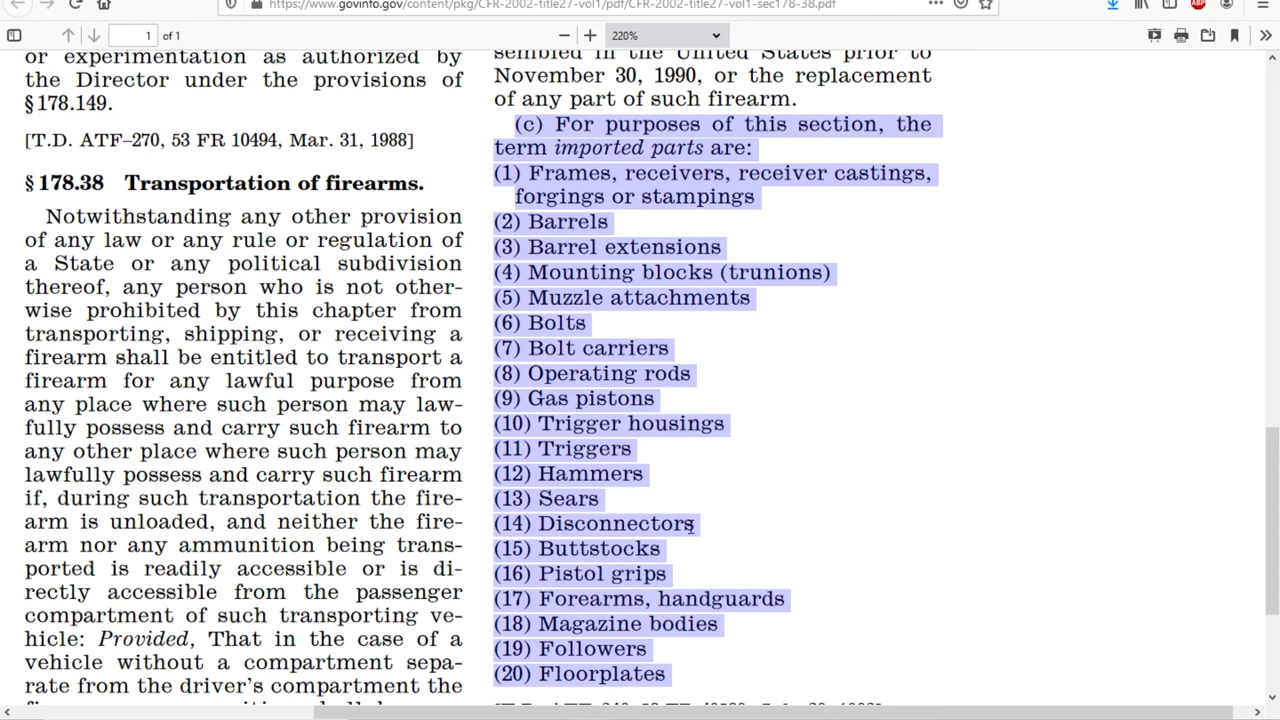 https://www.govinfo.gov/content/pkg/CFR-2002-title27-vol1/pdf/CFR-2002-title27-vol1-sec178-38.pdf
1 of 1
220%
or experimentation as authorized by
the Director under the provisions of
§ 178.149.
[T.D. ATF–270, 53 FR 10494, Mar. 31, 1988]
§ 178.38 Transportation of firearms.
Notwithstanding any other provision
of any law or any rule or regulation of
a State or any political subdivision
thereof, any person who is not other-
wise prohibited by this chapter from
transporting, shipping, or receiving a
firearm shall be entitled to transport a
firearm for any lawful purpose from
any place where such person may law-
fully possess and carry such firearm to
any other place where such person may
lawfully possess and carry such firearm
if, during such transportation the fire-
arm is unloaded, and neither the fire-
arm nor any ammunition being trans-
ported is readily accessible or is di-
rectly accessible from the passenger
compartment of such transporting ve-
hicle: Provided, That in the case of a
vehicle without a compartment sepa-
rate from the driver's compartment the
sembled in the United States prior to
November 30, 1990, or the replacement
of any part of such firearm.
(c) For purposes of this section, the
term imported parts are:
(1) Frames, receivers, receiver castings,
forgings or stampings
(2) Barrels
(3) Barrel extensions
(4) Mounting blocks (trunions)
(5) Muzzle attachments
(6) Bolts
(7) Bolt carriers
(8) Operating rods
(9) Gas pistons
(10) Trigger housings
(11) Triggers
(12) Hammers
(13) Sears
(14) Disconnectors
(15) Buttstocks
(16) Pistol grips
(17) Forearms, handguards
(18) Magazine bodies
(19) Followers
(20) Floorplates